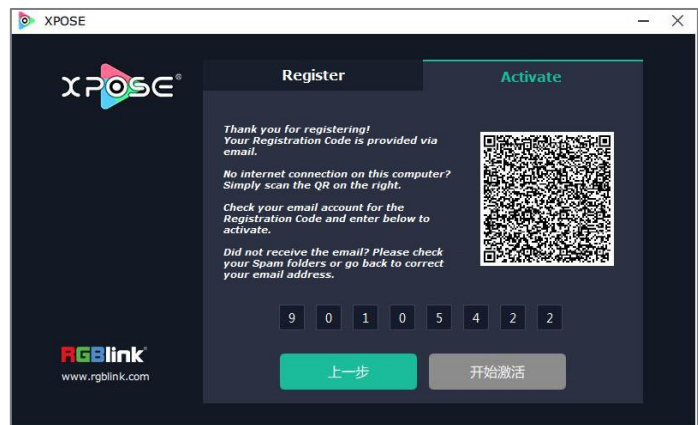 XPOSE
XPOSE®
Register
Activate
Thank you for registering!
Your Registration Code is provided via
email.
No internet connection on this computer?
Simply scan the QR on the right.
Check your email account for the
Registration Code and enter below to
activate.
Did not receive the email? Please check
your Spam folders or go back to correct
your email address.
9 0 1 0 5 4 2 2
上一步
开始激活
RGBlink®
www.rgblink.com